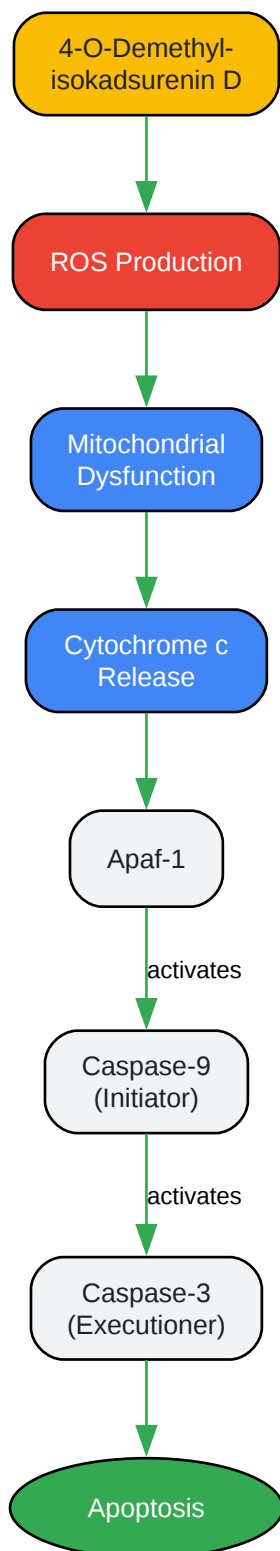 4-O-Demethyl-
isokadsurenin D
ROS Production
Mitochondrial
Dysfunction
Cytochrome c
Release
Apaf-1
activates
Caspase-9
(Initiator)
activates
Caspase-3
(Executioner)
Apoptosis